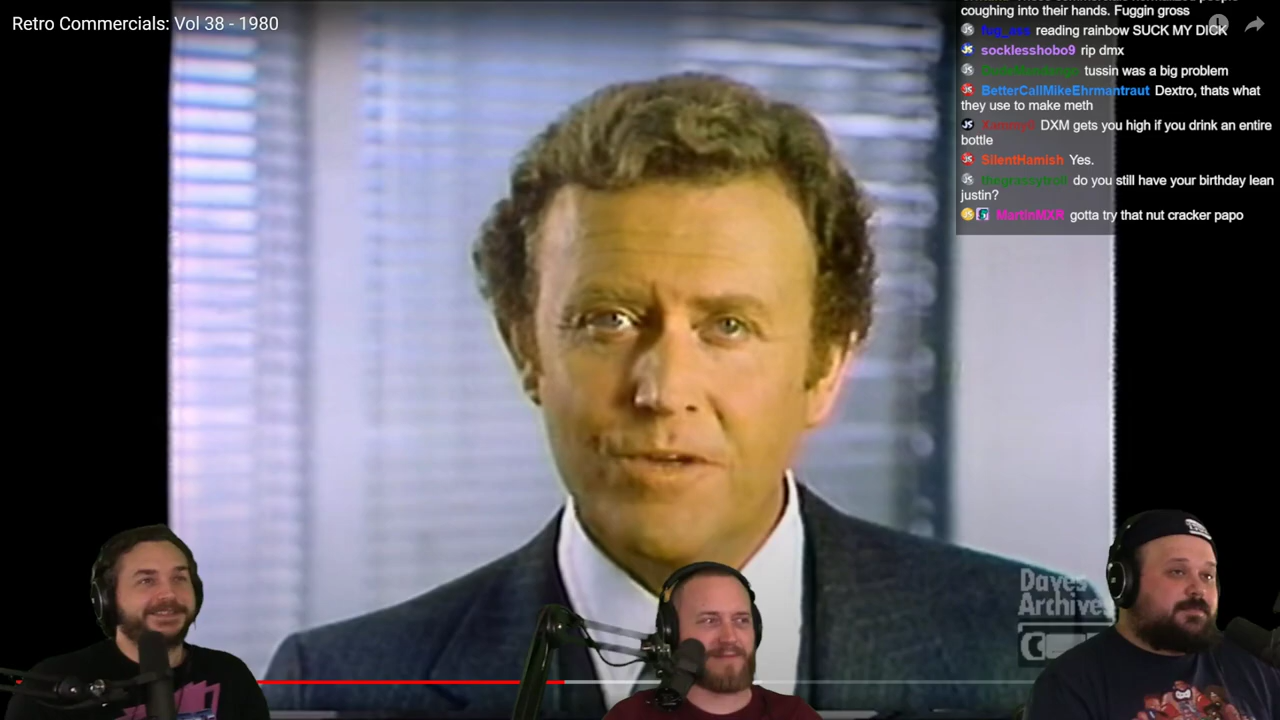 Retro Commercials: Vol 38 - 1980
coughing into their hands. Fuggin gross
reading rainbow SUCK MY DICK
socklesshobo9 rip dmx
tussin was a big problem
BetterCallMikeEhrmantraut Dextro, thats what
they use to make meth
DXM gets you high if you drink an entire
bottle
SilentHamish Yes.
thegrassytroll do you still have your birthday lean
justin?
MartinMXR gotta try that nut cracker papo
Daves
Archives